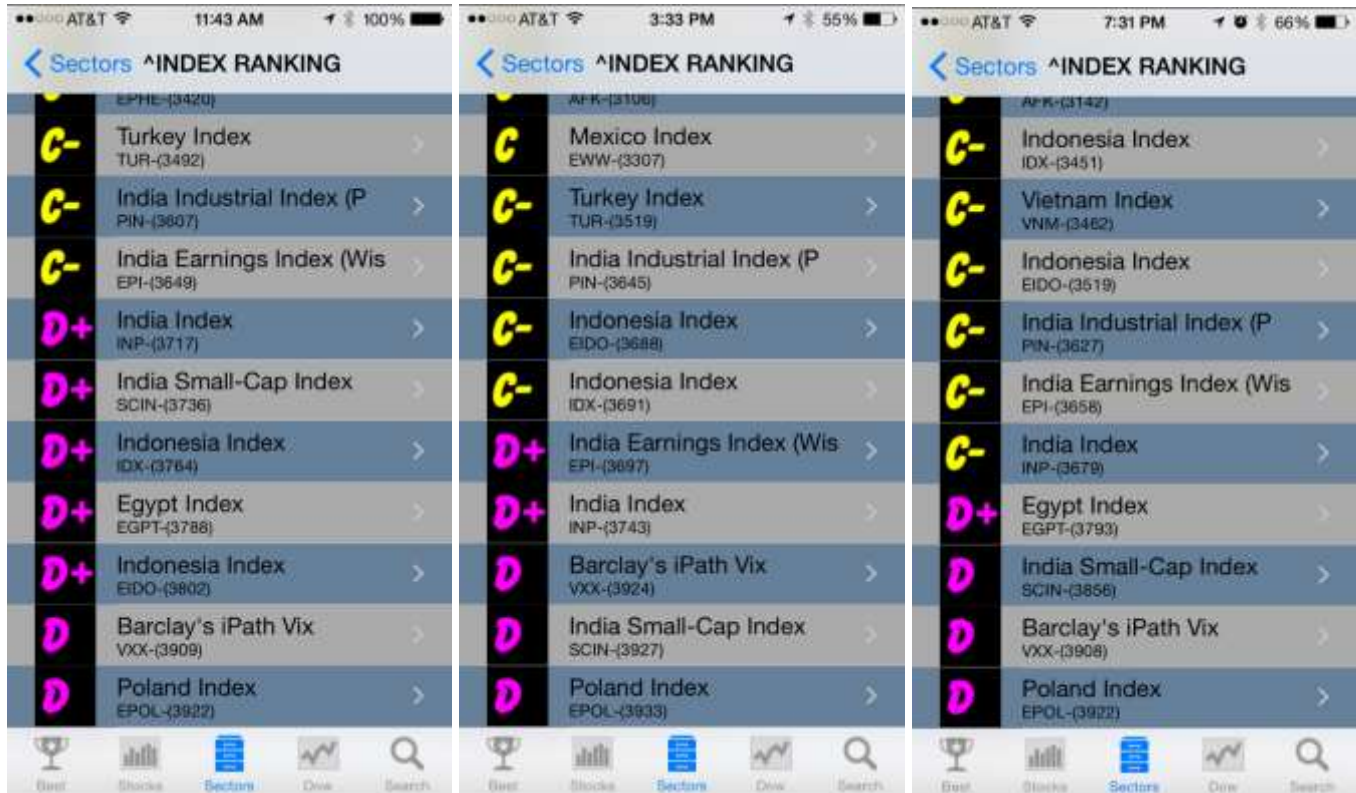 AT&T 11:43 AM 100%
Sectors ^INDEX RANKING
EPHE-(3420)
C- Turkey Index
TUR-(3492)
C- India Industrial Index (P
PIN-(3607)
C- India Earnings Index (Wis
EPI-(3649)
D+ India Index
INP-(3717)
D+ India Small-Cap Index
SCIN-(3736)
D+ Indonesia Index
IDX-(3764)
D+ Egypt Index
EGPT-(3788)
D+ Indonesia Index
EIDO-(3802)
D Barclay's iPath Vix
VXX-(3909)
D Poland Index
EPOL-(3922)
Best Stocks Sectors Dow Search
AT&T 3:33 PM 55%
Sectors ^INDEX RANKING
AFK-(3106)
C Mexico Index
EWW-(3307)
C- Turkey Index
TUR-(3519)
C- India Industrial Index (P
PIN-(3645)
C- Indonesia Index
EIDO-(3688)
C- Indonesia Index
IDX-(3691)
D+ India Earnings Index (Wis
EPI-(3697)
D+ India Index
INP-(3743)
D Barclay's iPath Vix
VXX-(3924)
D India Small-Cap Index
SCIN-(3927)
D Poland Index
EPOL-(3933)
Best Stocks Sectors Dow Search
AT&T 7:31 PM 66%
Sectors ^INDEX RANKING
AFK-(3142)
C- Indonesia Index
IDX-(3451)
C- Vietnam Index
VNM-(3462)
C- Indonesia Index
EIDO-(3519)
C- India Industrial Index (P
PIN-(3627)
C- India Earnings Index (Wis
EPI-(3658)
C- India Index
INP-(3679)
D+ Egypt Index
EGPT-(3793)
D India Small-Cap Index
SCIN-(3856)
D Barclay's iPath Vix
VXX-(3908)
D Poland Index
EPOL-(3922)
Best Stocks Sectors Dow Search